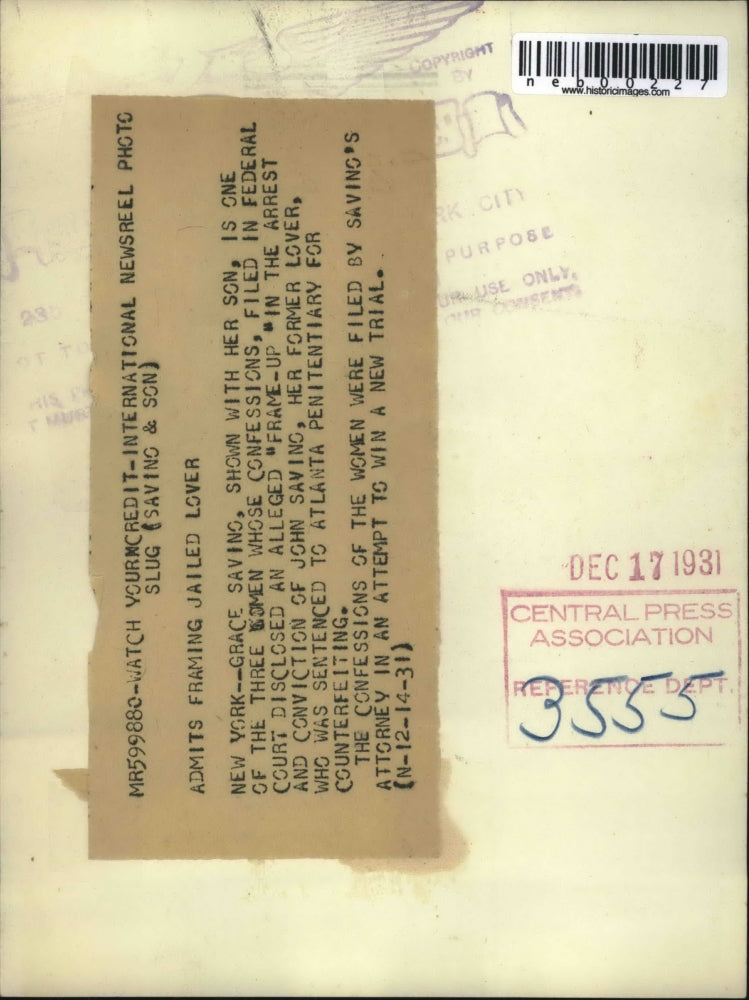 MR599880-WATCH YOUR CREDIT-INTERNATIONAL NEWSREEL PHOTO
SLUG (SAVINO & SON)
ADMITS FRAMING JAILED LOVER
NEW YORK--GRACE SAVINO, SHOWN WITH HER SON, IS ONE
OF THE THREE WOMEN WHOSE CONFESSIONS, FILED IN FEDERAL
COURT DISCLOSED AN ALLEGED "FRAME-UP "IN THE ARREST
AND CONVICTION OF JOHN SAVINO, HER FORMER LOVER,
WHO WAS SENTENCED TO ATLANTA PENITENTIARY FOR
COUNTERFEITING.
THE CONFESSIONS OF THE WOMEN WERE FILED BY SAVINO'S
ATTORNEY IN AN ATTEMPT TO WIN A NEW TRIAL.
(N-12-14-31)
COPYRIGHT
BY
neb00227
www.historicimages.com
RK CITY
PURPOSE
USE ONLY,
OUR CONSENT
DEC 17 1931
CENTRAL PRESS
ASSOCIATION
REFERENCE DEPT.
3555